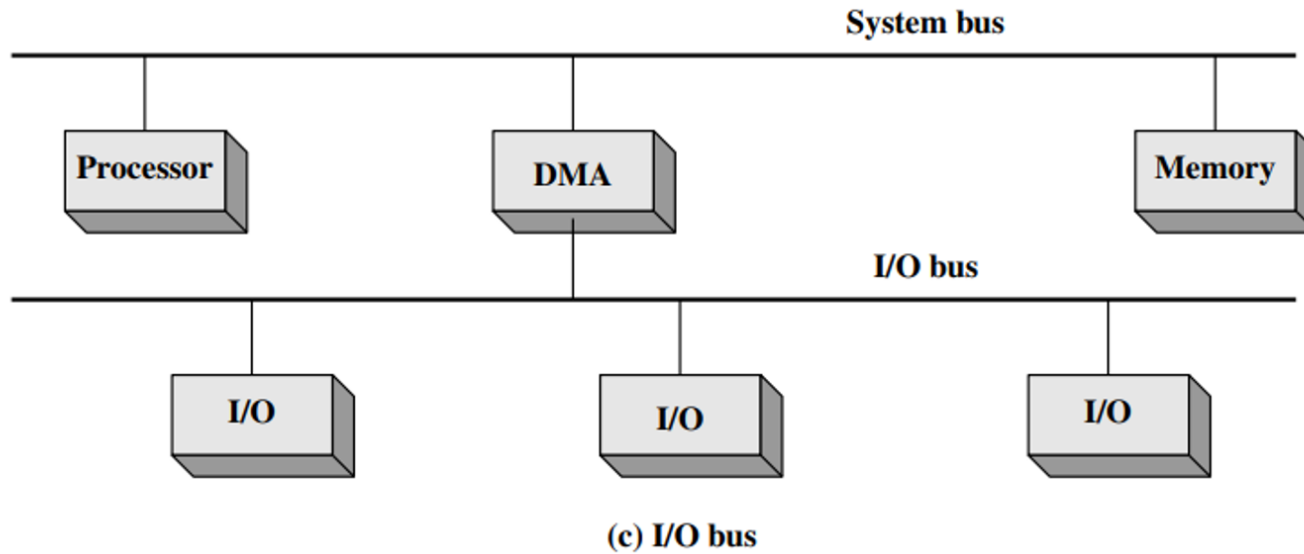 System bus
Processor
DMA
Memory
I/O bus
I/O
I/O
I/O
(c) I/O bus